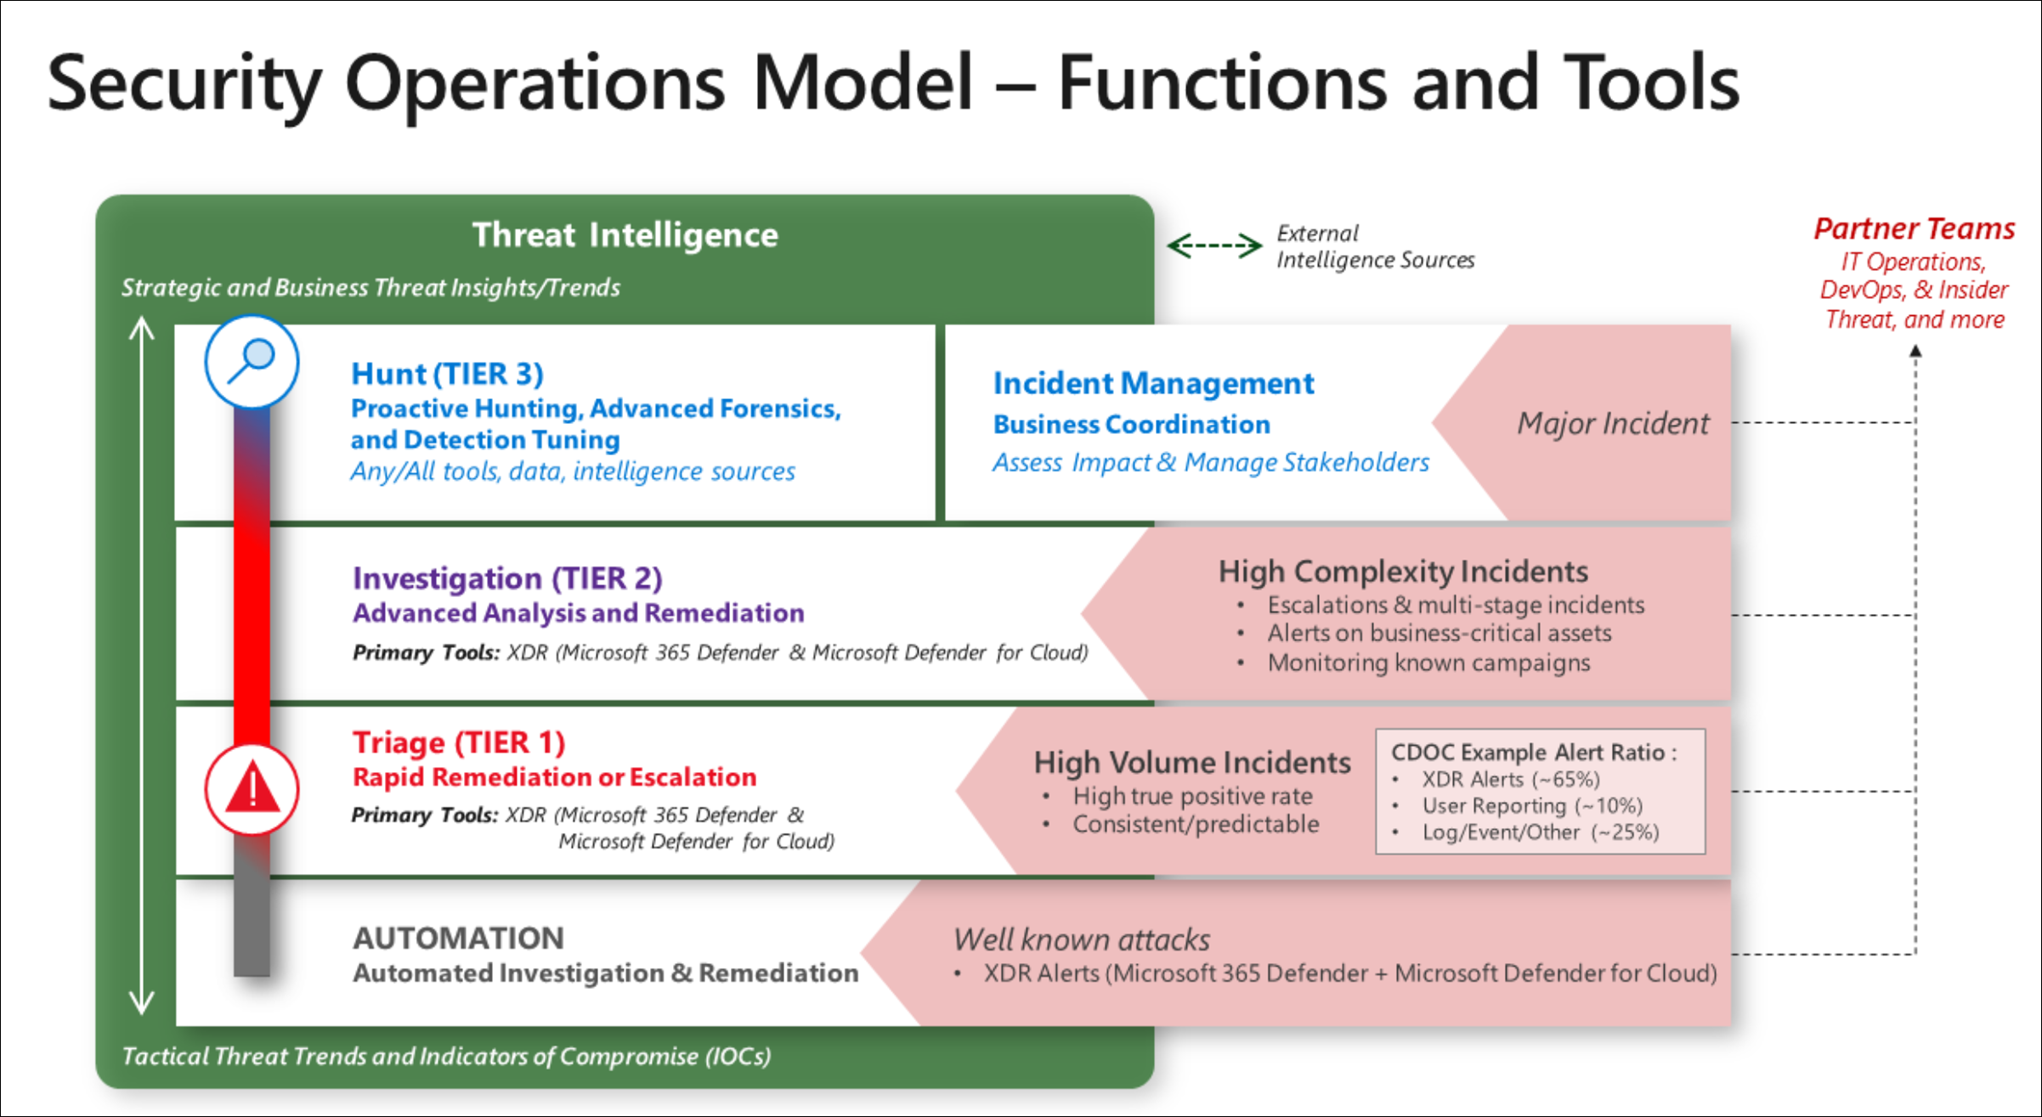 Security Operations Model – Functions and Tools
Threat Intelligence
Strategic and Business Threat Insights/Trends
External
Intelligence Sources
Partner Teams
IT Operations,
DevOps, & Insider
Threat, and more
Hunt (TIER 3)
Proactive Hunting, Advanced Forensics,
and Detection Tuning
Any/All tools, data, intelligence sources
Incident Management
Business Coordination
Assess Impact & Manage Stakeholders
Major Incident
Investigation (TIER 2)
Advanced Analysis and Remediation
Primary Tools: XDR (Microsoft 365 Defender & Microsoft Defender for Cloud)
High Complexity Incidents
• Escalations & multi-stage incidents
• Alerts on business-critical assets
• Monitoring known campaigns
Triage (TIER 1)
Rapid Remediation or Escalation
Primary Tools: XDR (Microsoft 365 Defender &
Microsoft Defender for Cloud)
High Volume Incidents
• High true positive rate
• Consistent/predictable
CDOC Example Alert Ratio :
• XDR Alerts (~65%)
• User Reporting (~10%)
• Log/Event/Other (~25%)
AUTOMATION
Automated Investigation & Remediation
Well known attacks
• XDR Alerts (Microsoft 365 Defender + Microsoft Defender for Cloud)
Tactical Threat Trends and Indicators of Compromise (IOCs)